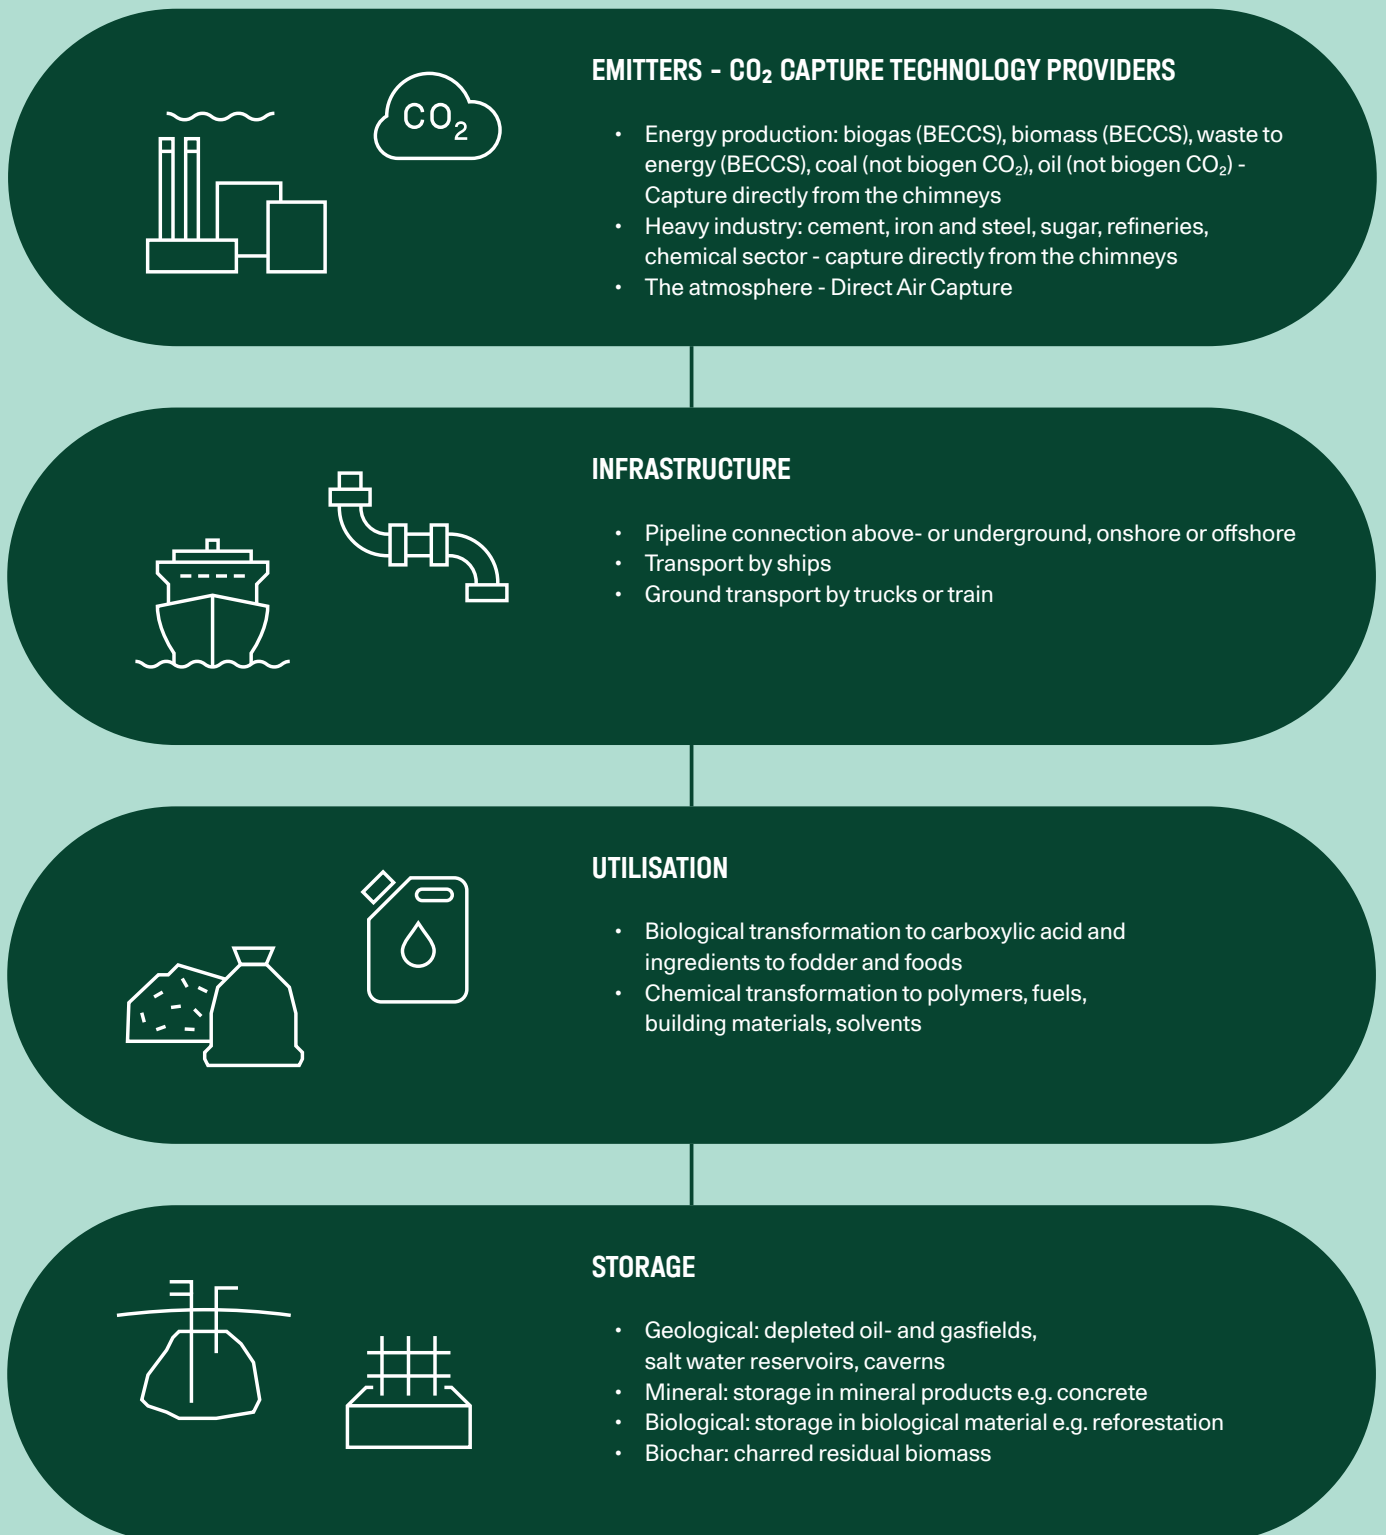 EMITTERS - CO₂ CAPTURE TECHNOLOGY PROVIDERS
CO₂
• Energy production: biogas (BECCS), biomass (BECCS), waste to
energy (BECCS), coal (not biogen CO₂), oil (not biogen CO₂) -
Capture directly from the chimneys
• Heavy industry: cement, iron and steel, sugar, refineries,
chemical sector - capture directly from the chimneys
• The atmosphere - Direct Air Capture
INFRASTRUCTURE
• Pipeline connection above- or underground, onshore or offshore
• Transport by ships
• Ground transport by trucks or train
UTILISATION
• Biological transformation to carboxylic acid and
ingredients to fodder and foods
• Chemical transformation to polymers, fuels,
building materials, solvents
STORAGE
• Geological: depleted oil- and gasfields,
salt water reservoirs, caverns
• Mineral: storage in mineral products e.g. concrete
• Biological: storage in biological material e.g. reforestation
• Biochar: charred residual biomass